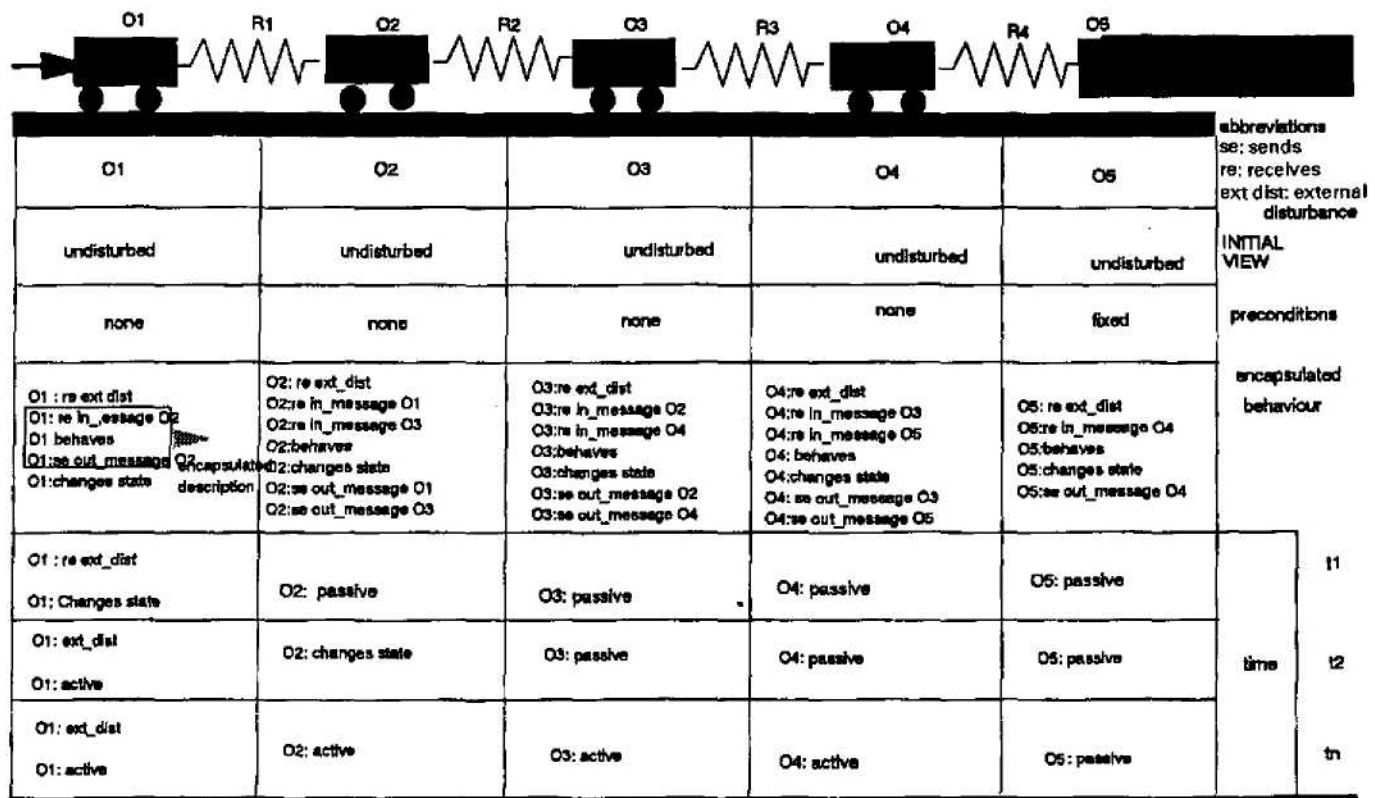 O1 R1 O2 R2 O3 R3 O4 R4 O5
abbreviations
se: sends
re: receives
ext dist: external
disturbance
O1 O2 O3 O4 O5
undisturbed undisturbed undisturbed undisturbed undisturbed
INITIAL
VIEW
none none none none fixed preconditions
encapsulated
behaviour
O1 : re ext dist
O1: re in_,essage O2
O1 behaves
O1:se out_message O2
O1:changes state
encapsulated
description
O2: re ext_dist
O2:re in_message O1
O2:re in_message O3
O2:behaves
O2:changes state
O2:se out_message O1
O2:se out_message O3
O3:re ext_dist
O3:re in_message O2
O3:re in_message O4
O3:behaves
O3:changes state
O3:se out_message O2
O3:se out_message O4
O4:re ext_dist
O4:re in_message O3
O4:re in_message O5
O4: behaves
O4:changes state
O4: se out_message O3
O4:se out_message O5
O5: re ext_dist
O5:re in_message O4
O5:behaves
O5:changes state
O5:se out_message O4
O1 : re ext_dist
O1; Changes state
O2: passive
O3: passive
O4: passive
O5: passive
t1
O1: ext_dist
O1: active
O2: changes state
O3: passive
O4: passive
O5: passive
time
t2
O1: ext_dist
O1: active
O2: active
O3: active
O4: active
O5: passive
tn